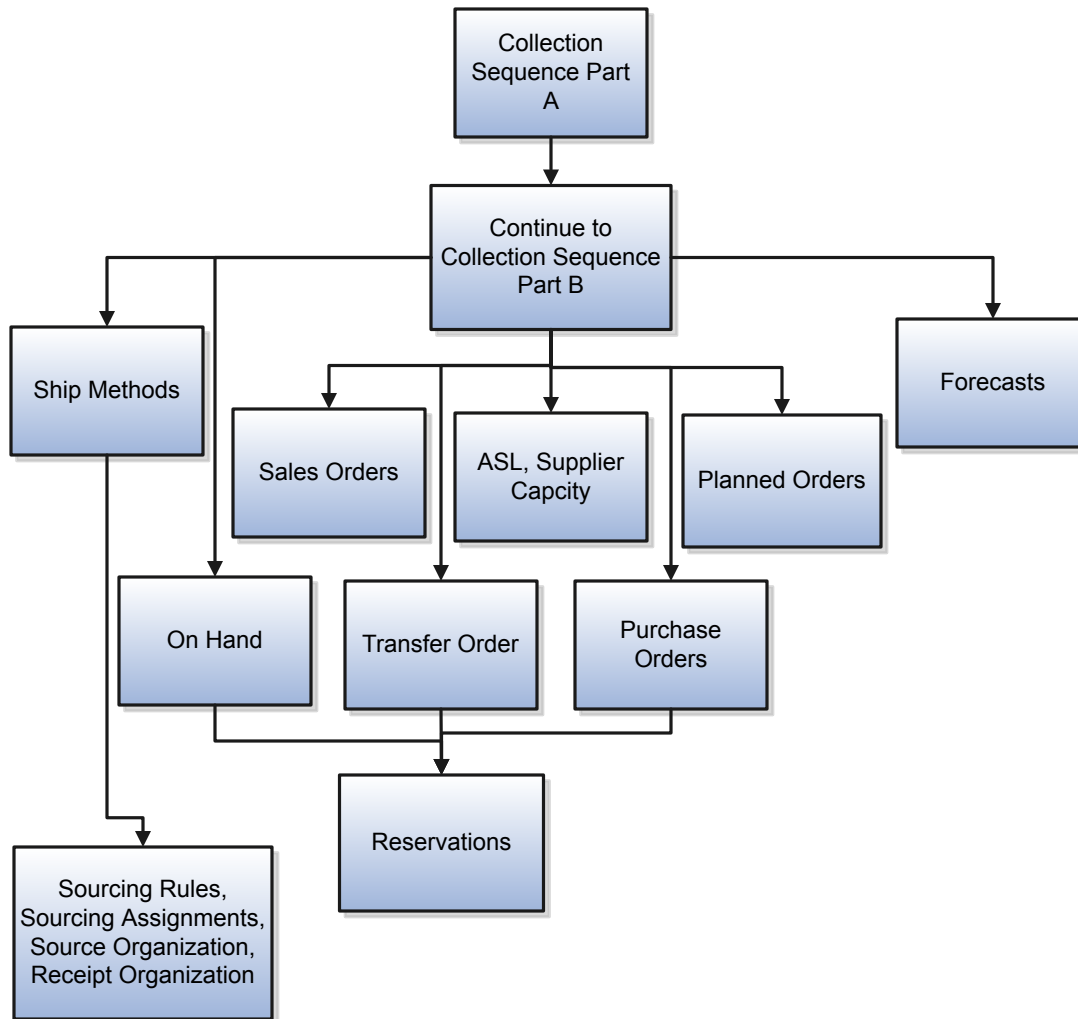 Collection
Sequence Part
A
Continue to
Collection Sequence
Part B
Ship Methods
Forecasts
Sales Orders
ASL, Supplier
Capcity
Planned Orders
On Hand
Transfer Order
Purchase
Orders
Reservations
Sourcing Rules,
Sourcing Assignments,
Source Organization,
Receipt Organization